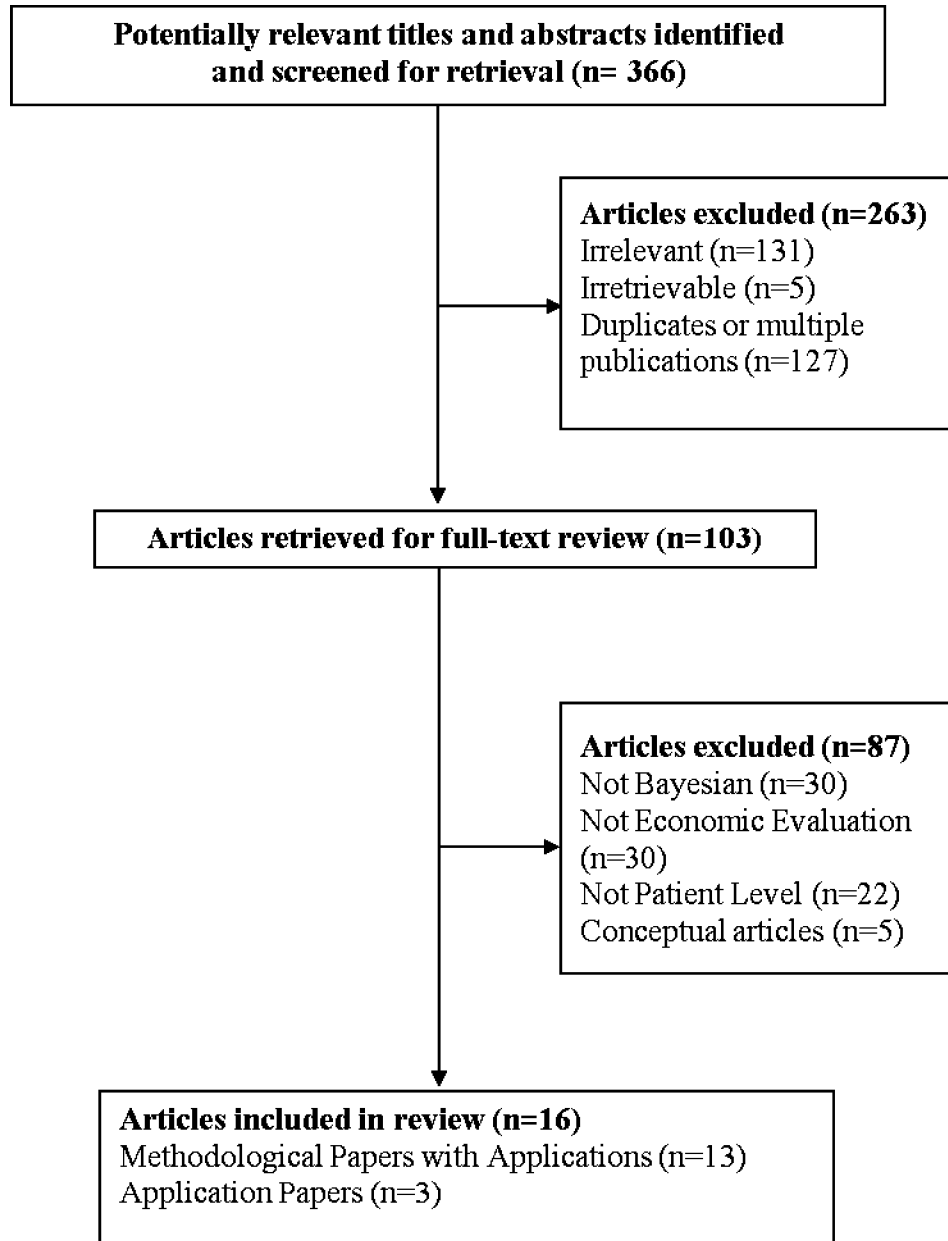 Potentially relevant titles and abstracts identified
and screened for retrieval (n= 366)
Articles excluded (n=263)
Irrelevant (n=131)
Irretrievable (n=5)
Duplicates or multiple
publications (n=127)
Articles retrieved for full-text review (n=103)
Articles excluded (n=87)
Not Bayesian (n=30)
Not Economic Evaluation
(n=30)
Not Patient Level (n=22)
Conceptual articles (n=5)
Articles included in review (n=16)
Methodological Papers with Applications (n=13)
Application Papers (n=3)